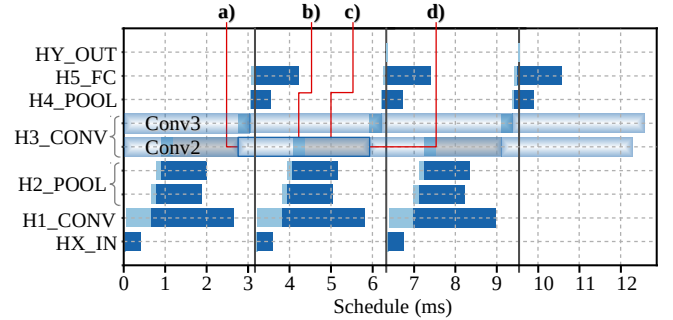 a) b) c) d)
HY_OUT
H5_FC
H4_POOL
Conv3
H3_CONV
Conv2
H2_POOL
H1_CONV
HX_IN
0 1 2 3 4 5 6 7 8 9 10 11 12
Schedule (ms)